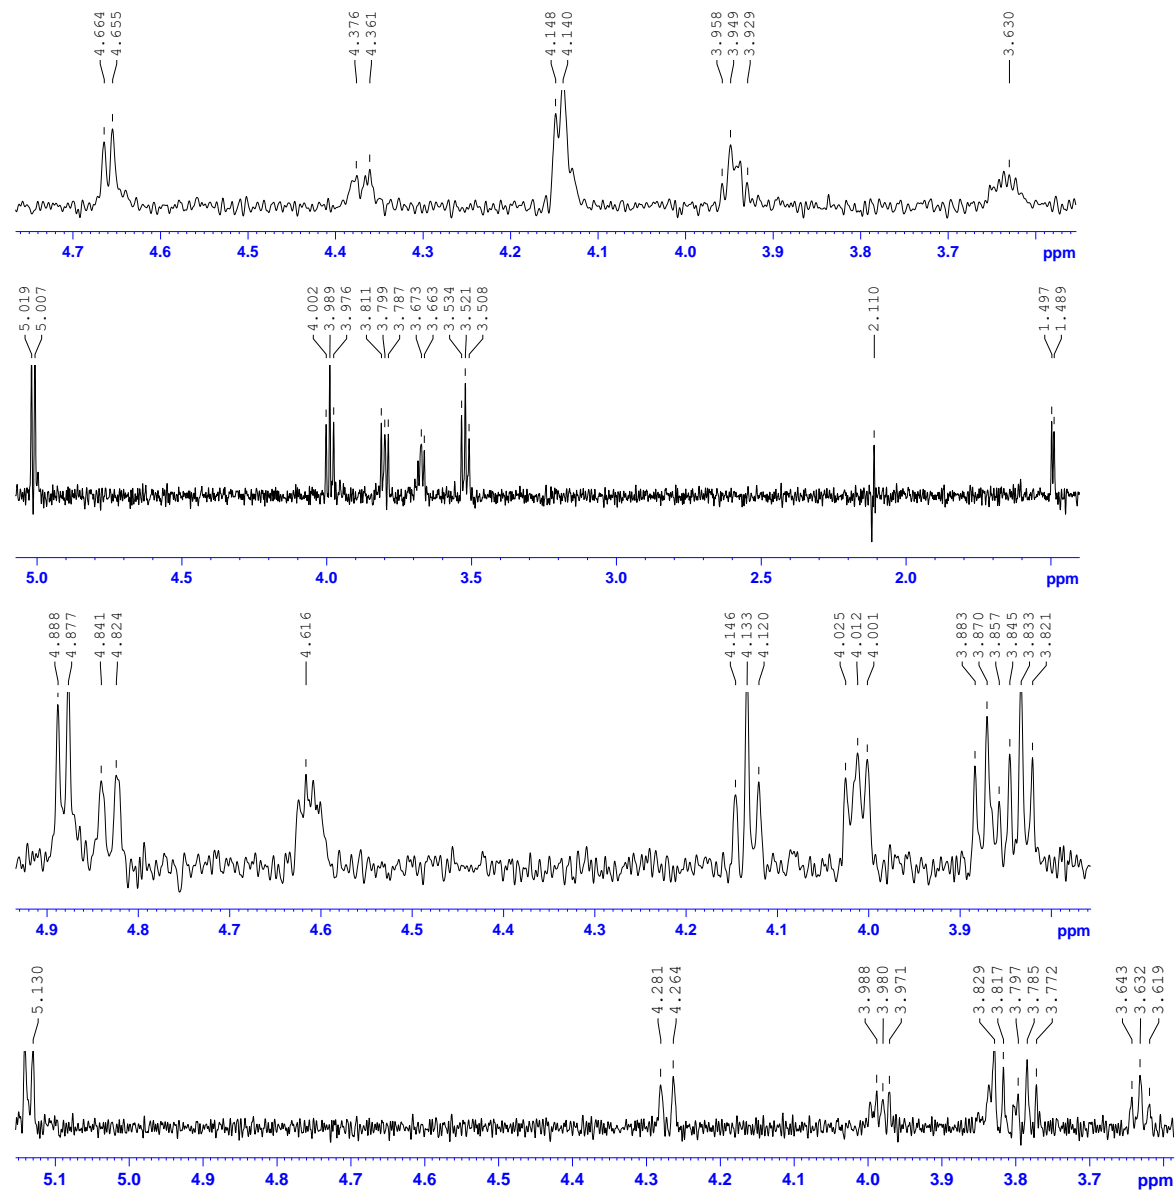 4.664 4.655 4.376 4.361 4.148 4.140 3.958 3.949 3.929 3.630
4.7 4.6 4.5 4.4 4.3 4.2 4.1 4.0 3.9 3.8 3.7 ppm
5.019 5.007 4.002 3.989 3.976 3.811 3.799 3.787 3.673 3.663 3.534 3.521 3.508 2.110 1.497 1.489
5.0 4.5 4.0 3.5 3.0 2.5 2.0 ppm
4.888 4.877 4.841 4.824 4.616 4.146 4.133 4.120 4.025 4.012 4.001 3.883 3.870 3.857 3.845 3.833 3.821
4.9 4.8 4.7 4.6 4.5 4.4 4.3 4.2 4.1 4.0 3.9 ppm
5.130 4.281 4.264 3.988 3.980 3.971 3.829 3.817 3.797 3.785 3.772 3.643 3.632 3.619
5.1 5.0 4.9 4.8 4.7 4.6 4.5 4.4 4.3 4.2 4.1 4.0 3.9 3.8 3.7 ppm